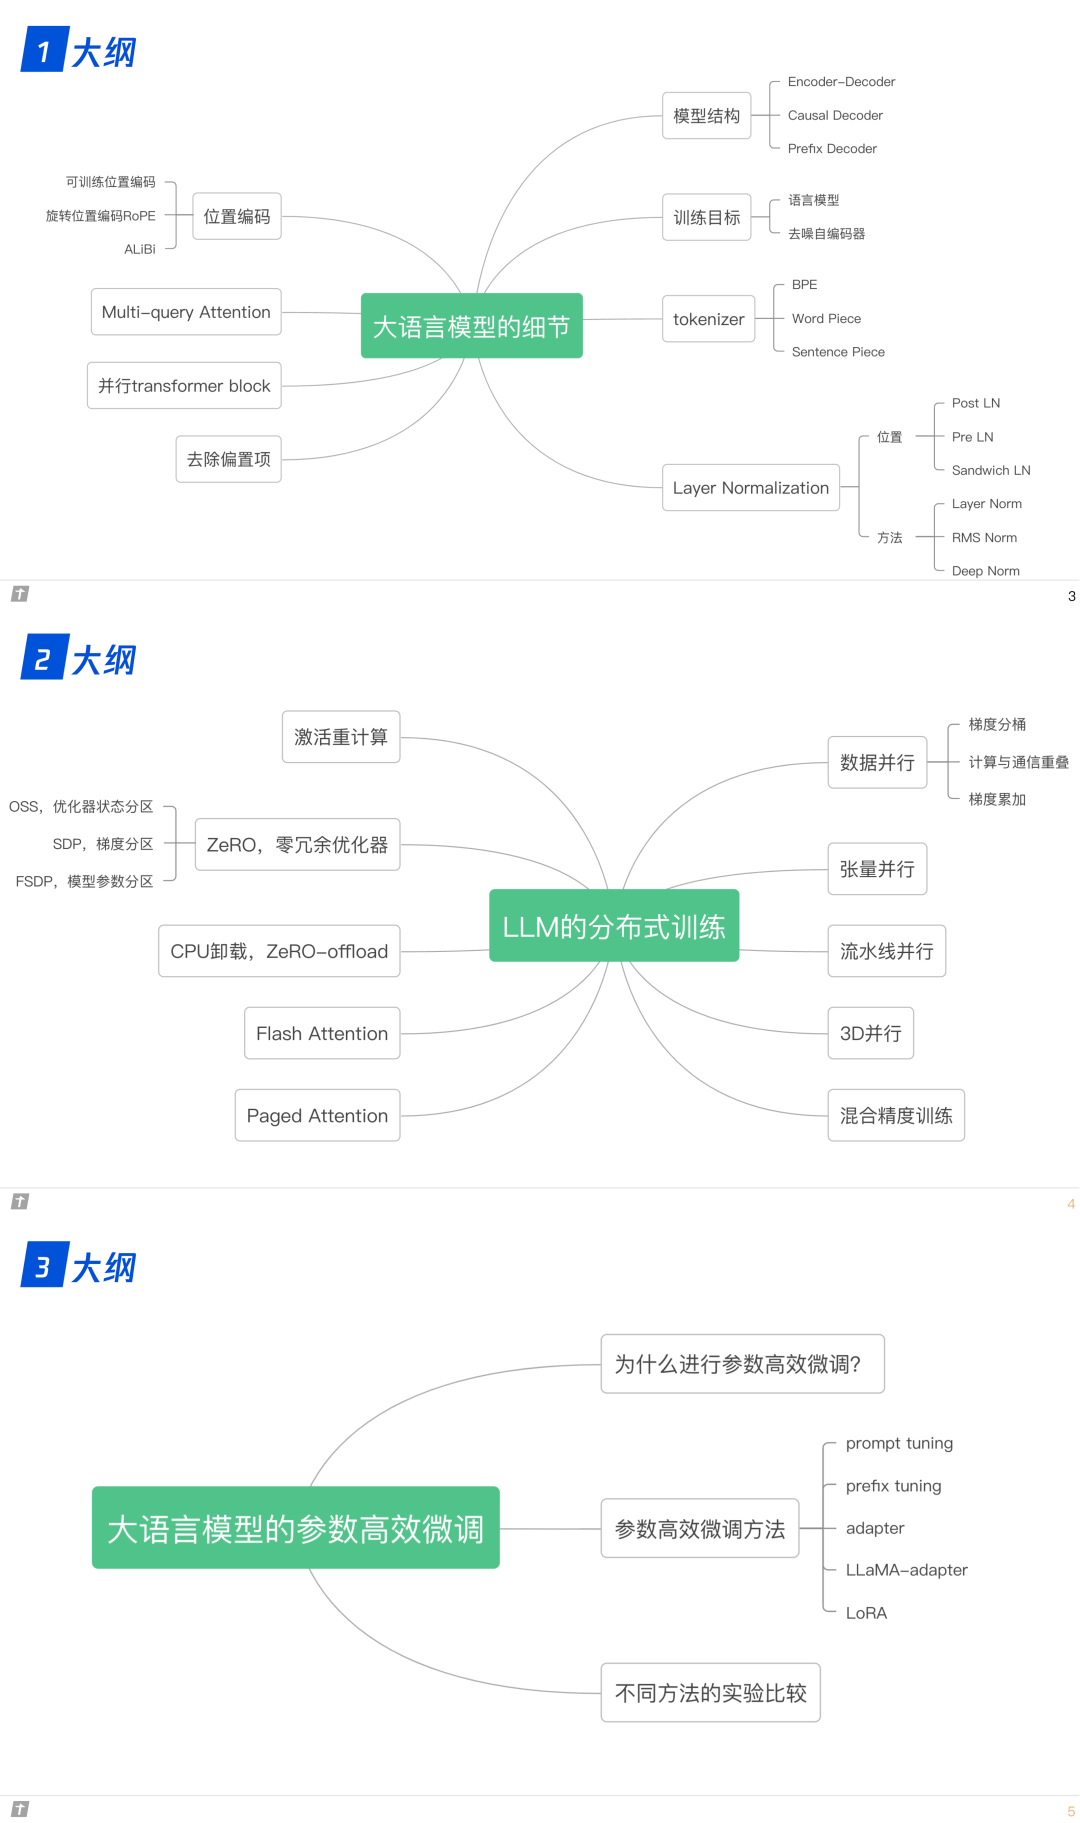 1 大纲
模型结构
Encoder-Decoder
Causal Decoder
Prefix Decoder
训练目标
语言模型
去噪自编码器
tokenizer
BPE
Word Piece
Sentence Piece
Layer Normalization
位置
Post LN
Pre LN
Sandwich LN
方法
Layer Norm
RMS Norm
Deep Norm
大语言模型的细节
位置编码
可训练位置编码
旋转位置编码RoPE
ALiBi
Multi-query Attention
并行transformer block
去除偏置项
3
2 大纲
激活重计算
ZeRO，零冗余优化器
OSS，优化器状态分区
SDP，梯度分区
FSDP，模型参数分区
CPU卸载，ZeRO-offload
Flash Attention
Paged Attention
LLM的分布式训练
数据并行
梯度分桶
计算与通信重叠
梯度累加
张量并行
流水线并行
3D并行
混合精度训练
4
3 大纲
大语言模型的参数高效微调
为什么进行参数高效微调?
参数高效微调方法
prompt tuning
prefix tuning
adapter
LLaMA-adapter
LoRA
不同方法的实验比较
5